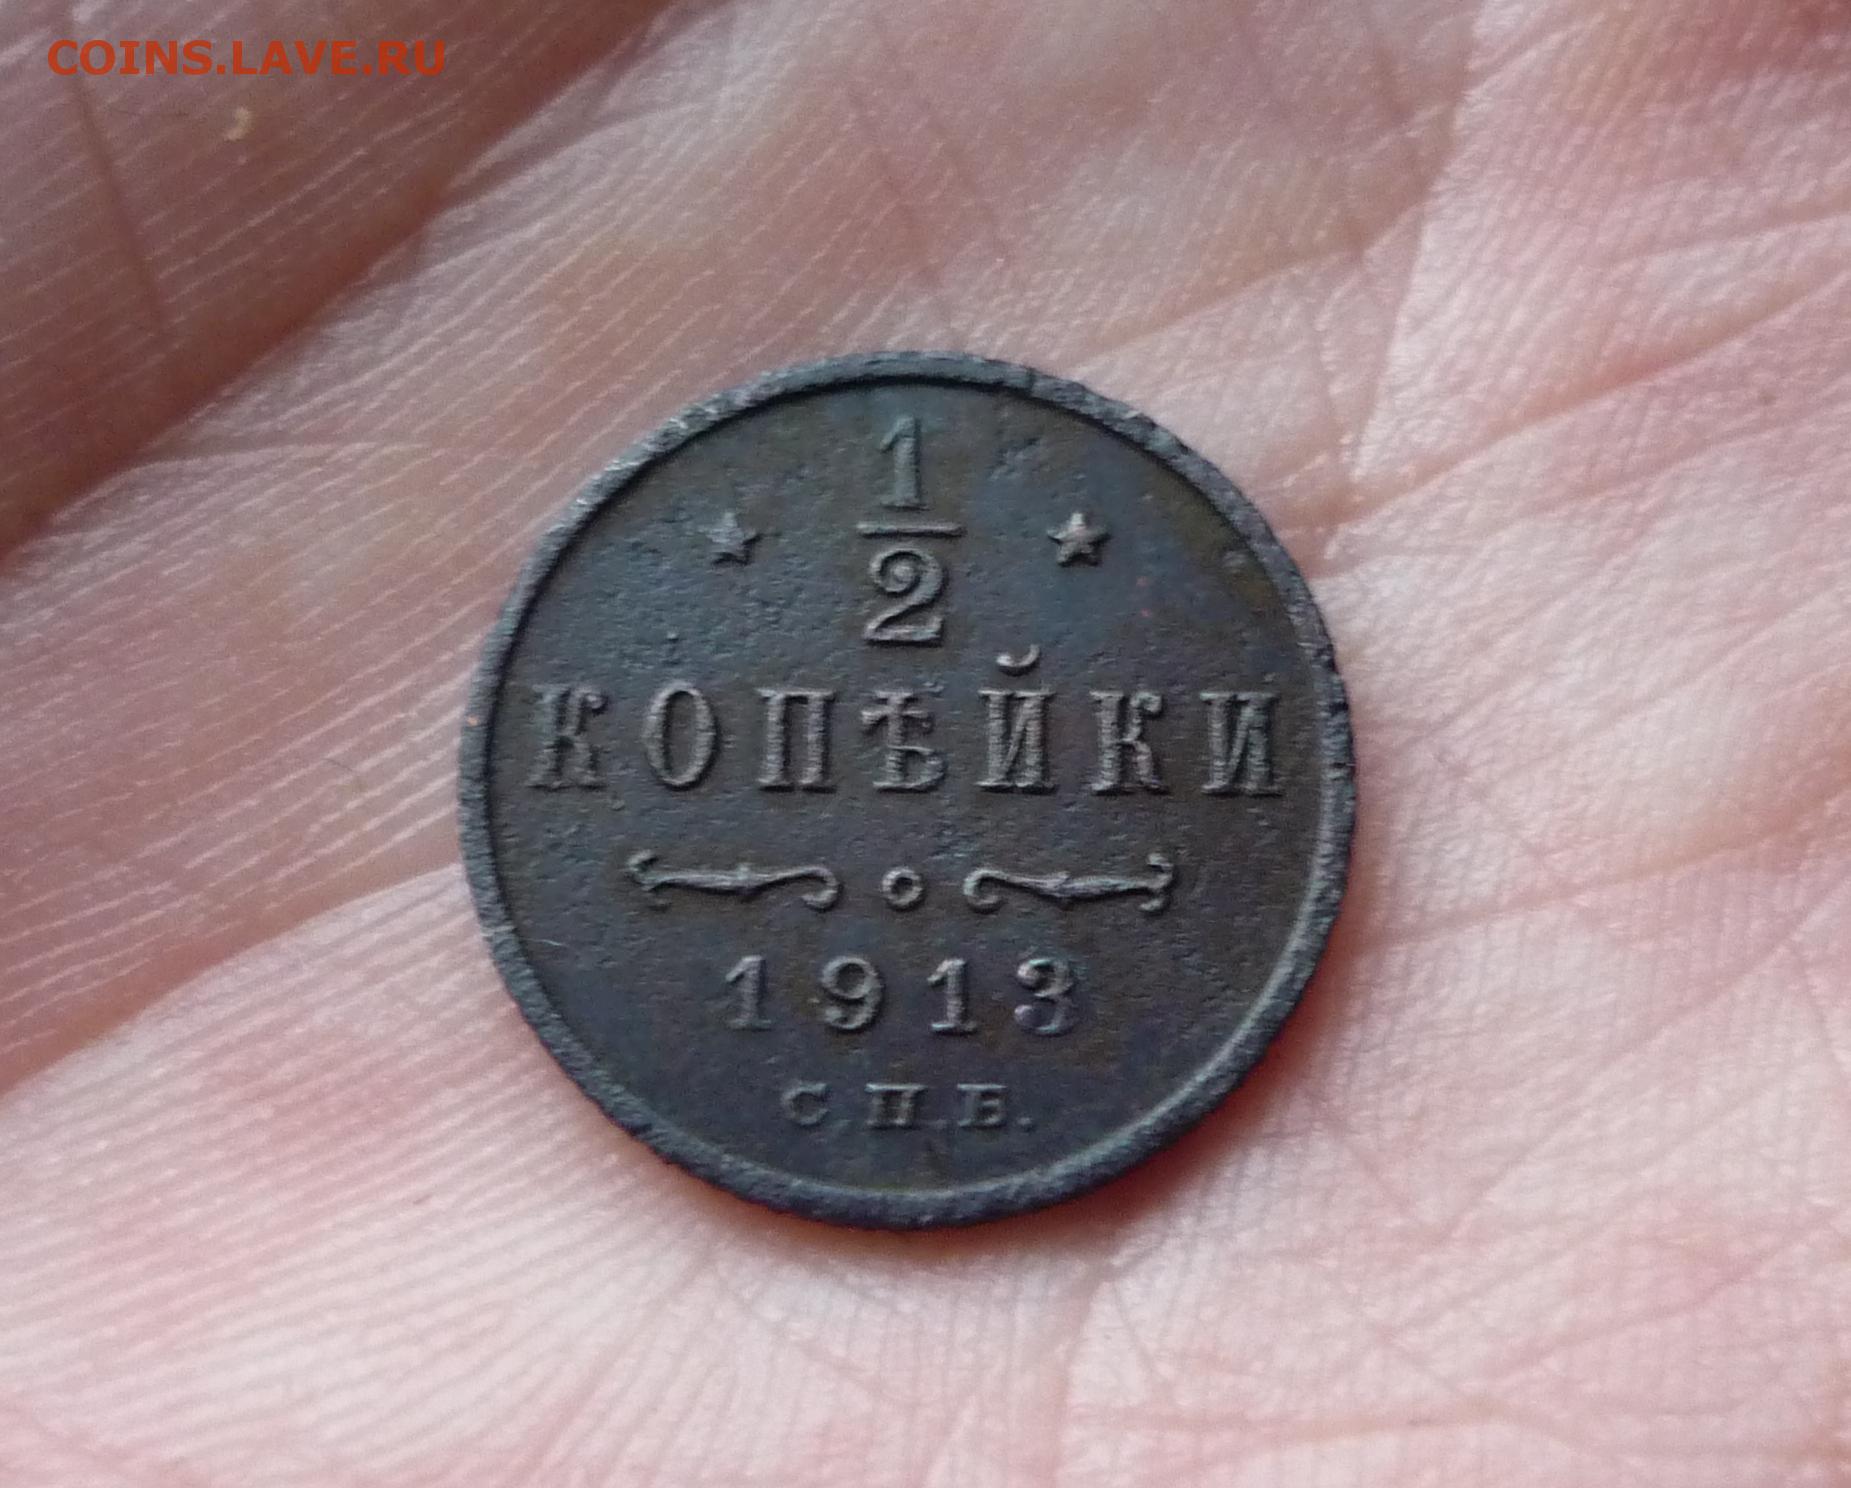 COINS.LAVE.RU
1/2
КОПѢЙКИ
1913
С.П.Б.